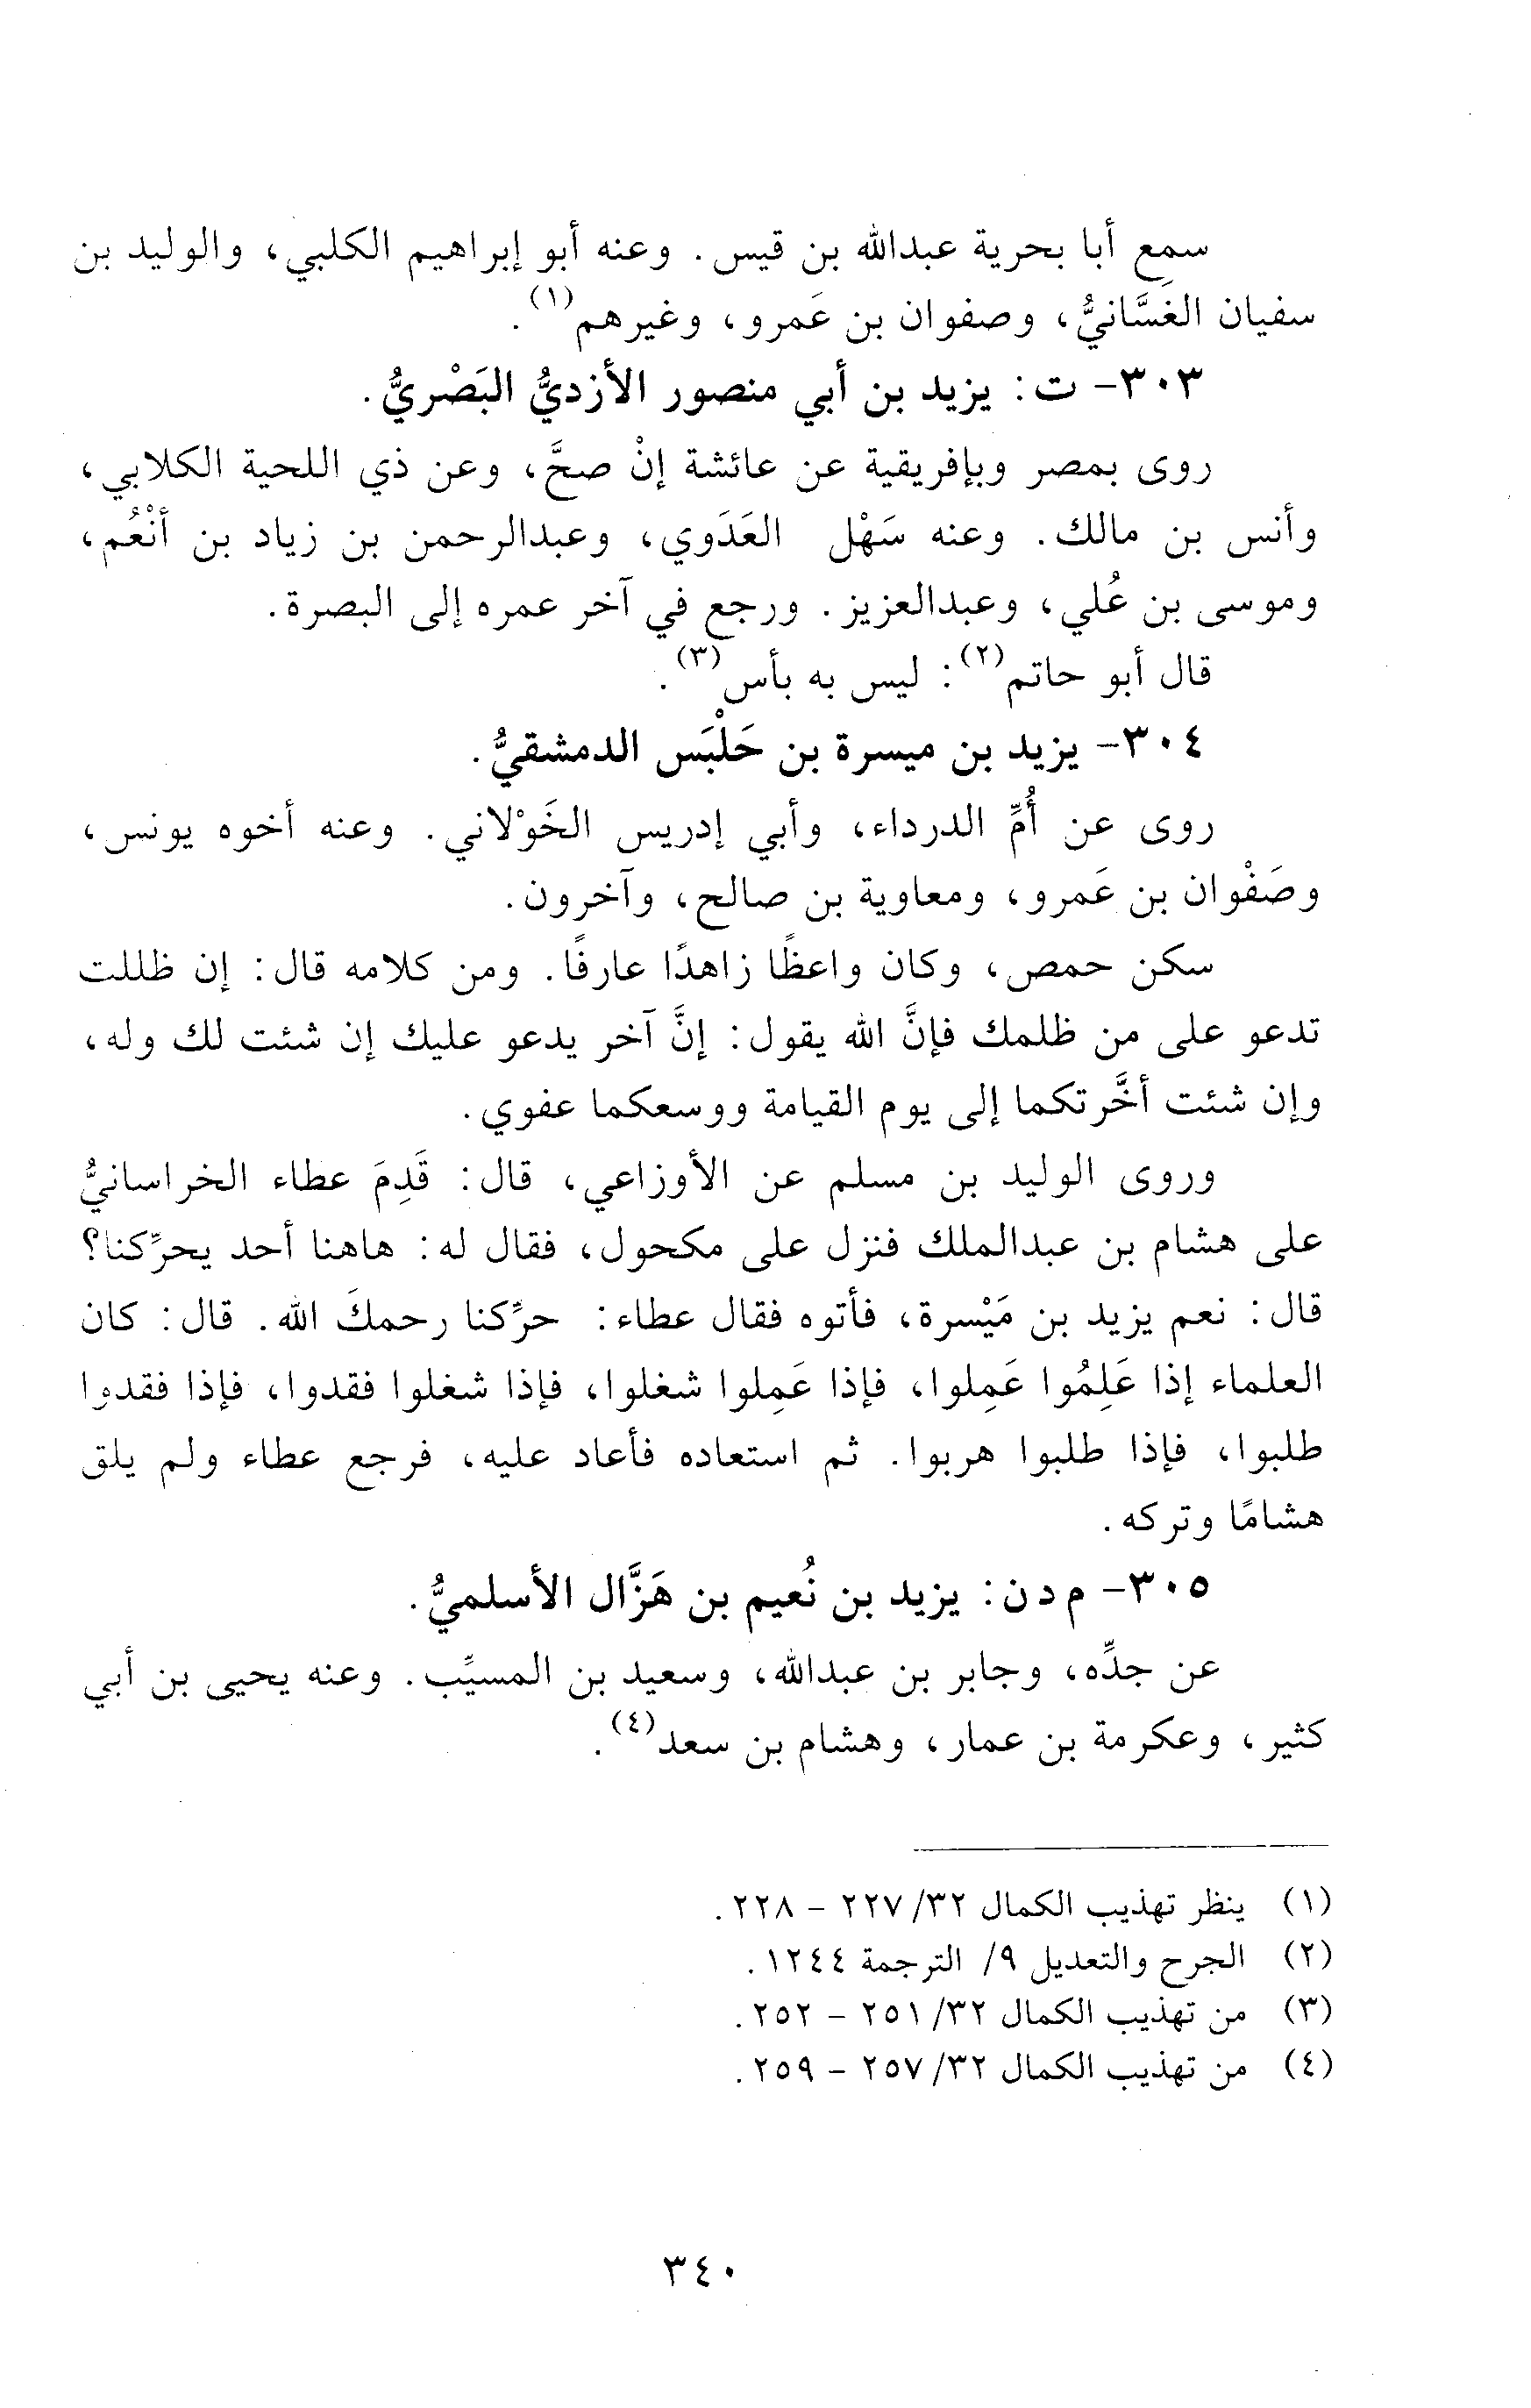 سمع أبا بحرية عبدالله بن قيس. وعنه أبو إبراهيم الكلبي، والوليد بن
سفيان الغَسَّانيُّ، وصفوان بن عَمرو، وغيرهم(١).
٣٠٣- ت: يزيد بن أبي منصور الأزديُّ البَصْريُّ.
روى بمصر وبإفريقية عن عائشة إنْ صحَّ، وعن ذي اللحية الكلابي،
وأنس بن مالك. وعنه سَهْل العَدَوي، وعبدالرحمن بن زياد بن أنْعُم،
وموسى بن عُلي، وعبدالعزيز. ورجع في آخر عمره إلى البصرة.
قال أبو حاتم(٢): ليس به بأس(٣).
٣٠٤- يزيد بن ميسرة بن حَلْبَس الدمشقيُّ.
روى عن أُمِّ الدرداء، وأبي إدريس الخَوْلاني. وعنه أخوه يونس،
وصَفْوان بن عَمرو، ومعاوية بن صالح، وآخرون.
سكن حمص، وكان واعظًا زاهدًا عارفًا. ومن كلامه قال: إن ظللت
تدعو على من ظلمك فإنَّ الله يقول: إنَّ آخر يدعو عليك إن شئت لك وله،
وإن شئت أخَّرتكما إلى يوم القيامة ووسعكما عفوي.
وروى الوليد بن مسلم عن الأوزاعي، قال: قَدِمَ عطاء الخراسانيُّ
على هشام بن عبدالملك فنزل على مكحول، فقال له: هاهنا أحد يحرِّكنا؟
قال: نعم يزيد بن مَيْسرة، فأتوه فقال عطاء: حرِّكنا رحمكَ الله. قال: كان
العلماء إذا عَلِمُوا عَمِلوا، فإذا عَمِلوا شغلوا، فإذا شغلوا فقدوا، فإذا فقدوا
طلبوا، فإذا طلبوا هربوا. ثم استعاده فأعاد عليه، فرجع عطاء ولم يلق
هشامًا وتركه.
٣٠٥- م د ن: يزيد بن نُعيم بن هَزَّال الأسلميُّ.
عن جدِّه، وجابر بن عبدالله، وسعيد بن المسيِّب. وعنه يحيى بن أبي
كثير، وعكرمة بن عمار، وهشام بن سعد(٤).
(١) ينظر تهذيب الكمال ٣٢/ ٢٢٧ - ٢٢٨.
(٢) الجرح والتعديل ٩/ الترجمة ١٢٤٤.
(٣) من تهذيب الكمال ٣٢/ ٢٥١ - ٢٥٢.
(٤) من تهذيب الكمال ٣٢/ ٢٥٧ - ٢٥٩.
٣٤٠